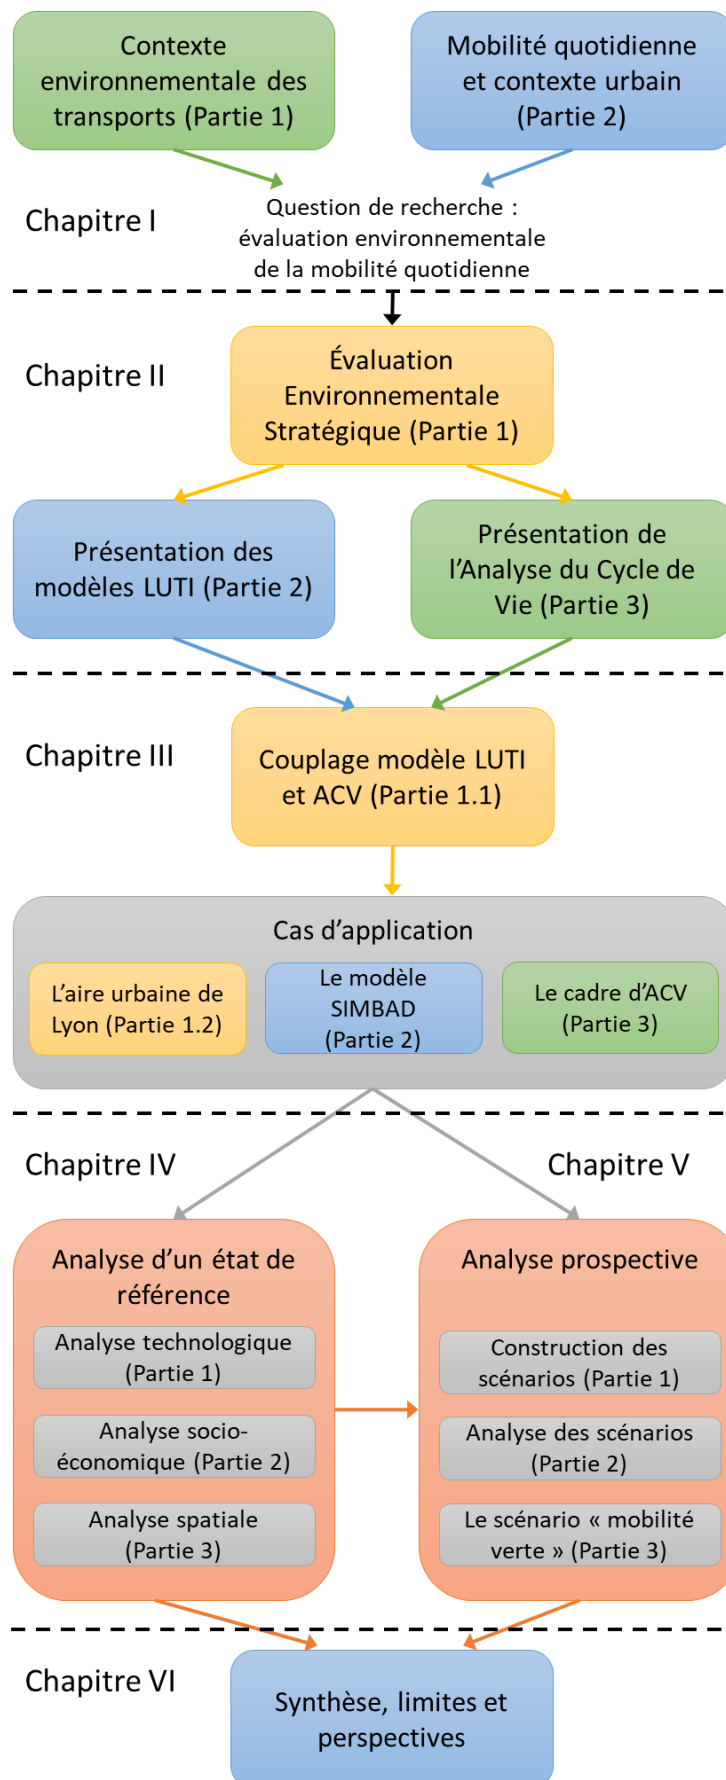 Contexte
environnementale des
transports (Partie 1)
Mobilité quotidienne
et contexte urbain
(Partie 2)
Chapitre I
Question de recherche :
évaluation environnementale
de la mobilité quotidienne
Chapitre II
Évaluation
Environnementale
Stratégique (Partie 1)
Présentation des
modèles LUTI (Partie 2)
Présentation de
l’Analyse du Cycle de
Vie (Partie 3)
Chapitre III
Couplage modèle LUTI
et ACV (Partie 1.1)
Cas d’application
L’aire urbaine de
Lyon (Partie 1.2)
Le modèle
SIMBAD
(Partie 2)
Le cadre d’ACV
(Partie 3)
Chapitre IV
Chapitre V
Analyse d’un état de
référence
Analyse technologique
(Partie 1)
Analyse socio-
économique (Partie 2)
Analyse spatiale
(Partie 3)
Analyse prospective
Construction des
scénarios (Partie 1)
Analyse des scénarios
(Partie 2)
Le scénario « mobilité
verte » (Partie 3)
Chapitre VI
Synthèse, limites et
perspectives